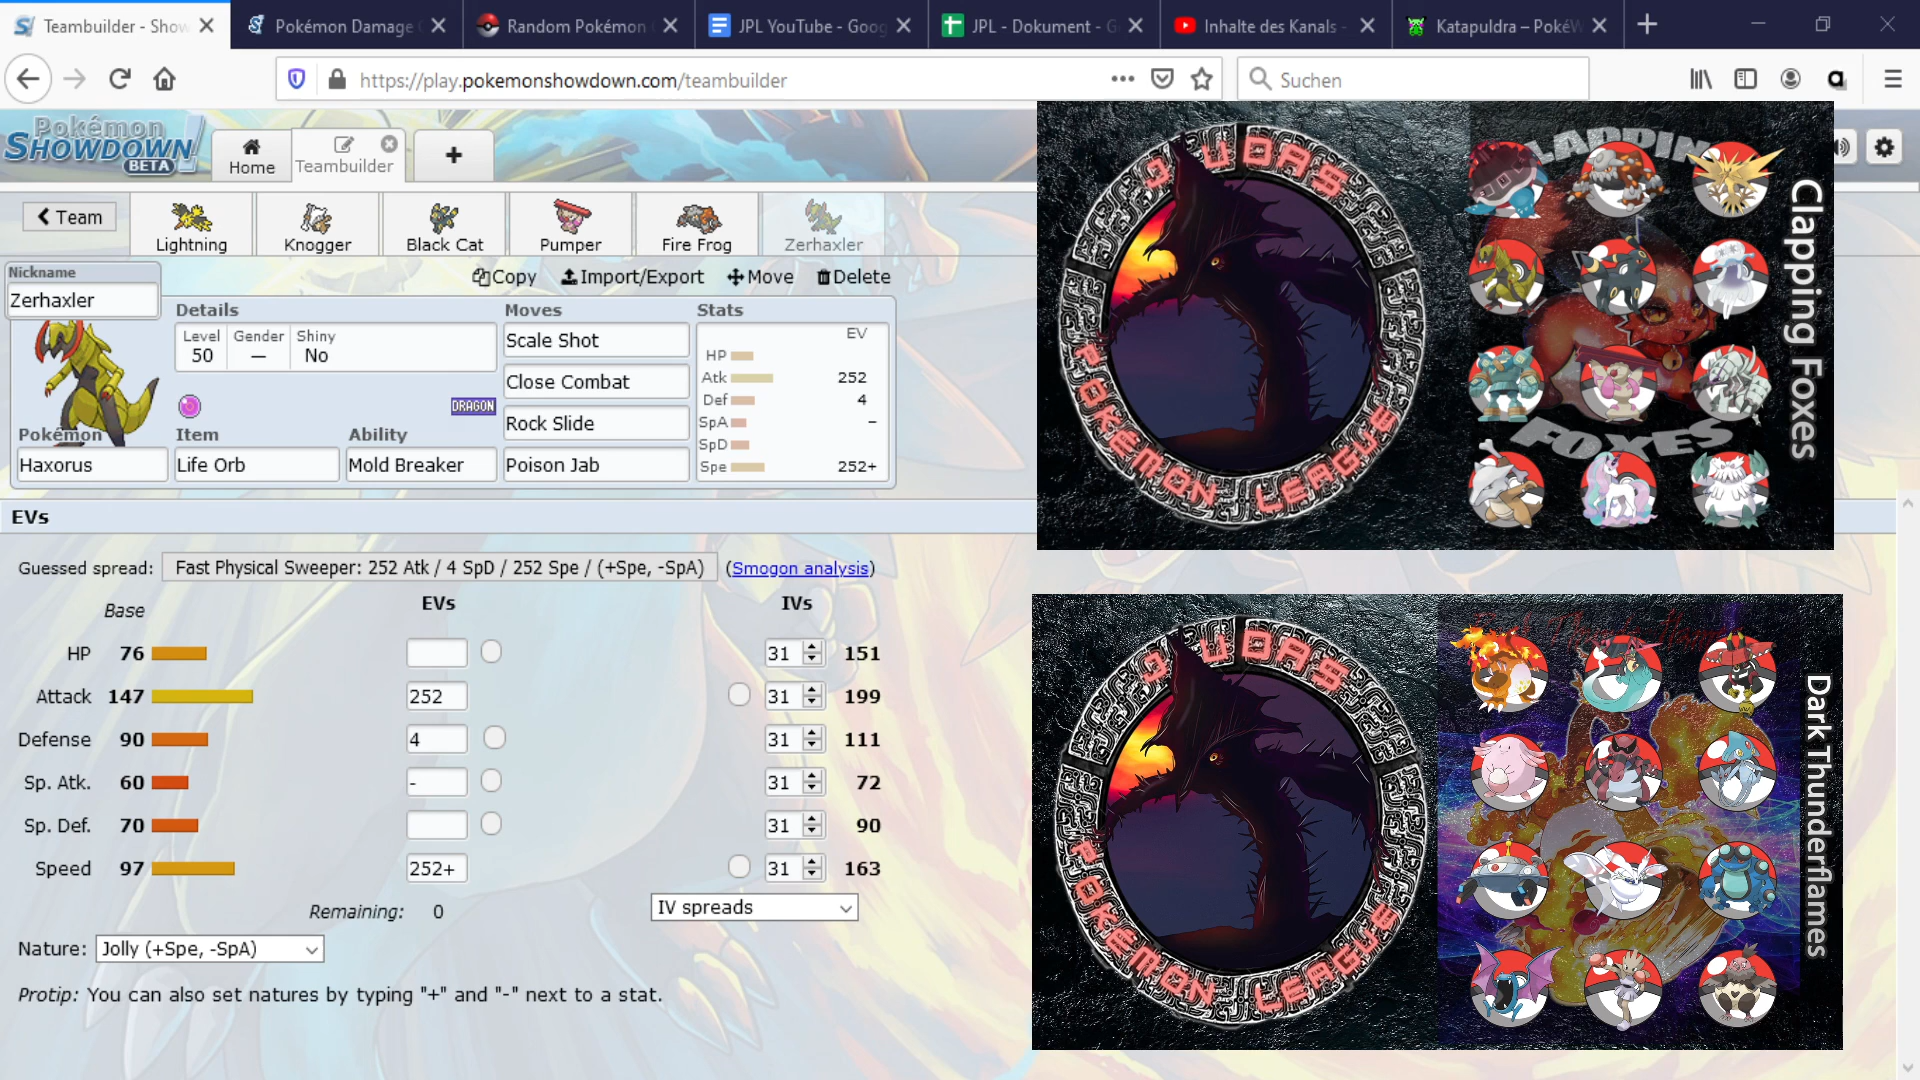 Teambuilder - Show
Pokémon Damage
Random Pokémon
JPL YouTube - Goog
JPL - Dokument - G
Inhalte des Kanals -
Katapuldra – PokéW
https://play.pokemonshowdown.com/teambuilder
Suchen
Pokémon
SHOWDOWN!
BETA
Home
Teambuilder
Team
Lightning
Knogger
Black Cat
Pumper
Fire Frog
Zerhaxler
Nickname
Zerhaxler
Copy
Import/Export
Move
Delete
Details
Moves
Stats
Level
Gender
Shiny
50
—
No
Scale Shot
Close Combat
Rock Slide
Poison Jab
EV
HP
Atk 252
Def 4
SpA –
SpD
Spe 252+
DRAGON
Pokémon
Item
Ability
Haxorus
Life Orb
Mold Breaker
EVs
Guessed spread: Fast Physical Sweeper: 252 Atk / 4 SpD / 252 Spe / (+Spe, -SpA) (Smogon analysis)
Base EVs IVs
HP 76 31 151
Attack 147 252 31 199
Defense 90 4 31 111
Sp. Atk. 60 - 31 72
Sp. Def. 70 31 90
Speed 97 252+ 31 163
Remaining: 0
IV spreads
Nature: Jolly (+Spe, -SpA)
Protip: You can also set natures by typing "+" and "-" next to a stat.
POKÉMON LEAGUE
FOXES
Clapping Foxes
POKÉMON LEAGUE
Dark Thunderflames